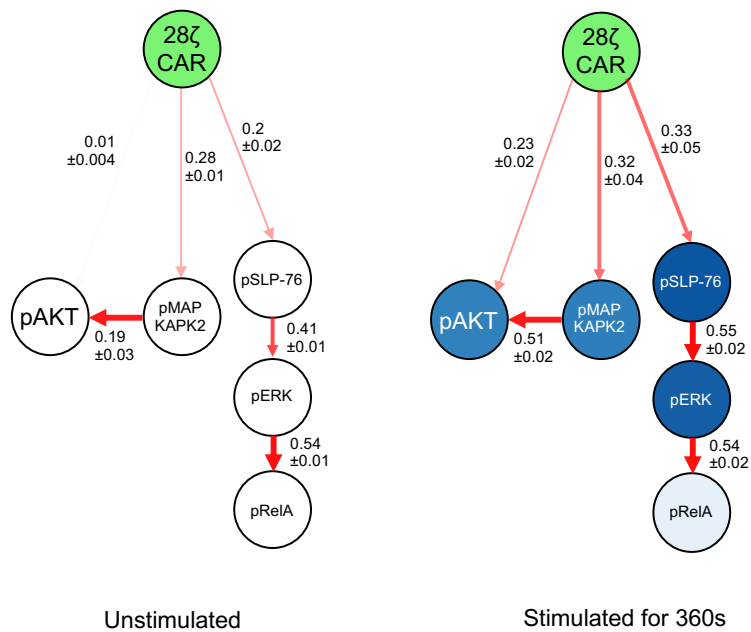 28ζ
CAR
0.01
±0.004
0.28
±0.01
0.2
±0.02
pSLP-76
pAKT
pMAP
KAPK2
0.19
±0.03
0.41
±0.01
pERK
0.54
±0.01
pRelA
Unstimulated
28ζ
CAR
0.23
±0.02
0.32
±0.04
0.33
±0.05
pSLP-76
pAKT
pMAP
KAPK2
0.51
±0.02
0.55
±0.02
pERK
0.54
±0.02
pRelA
Stimulated for 360s